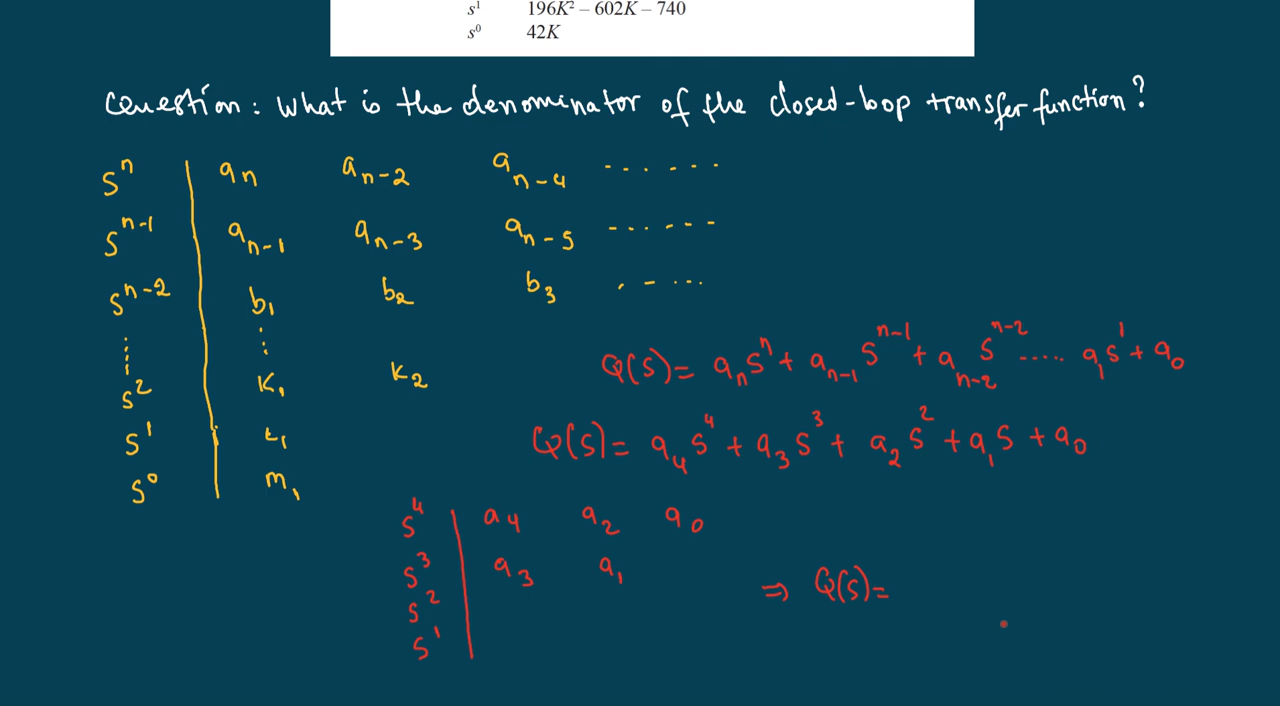 s¹ 196K² – 602K – 740
s⁰ 42K
Question: What is the denominator of the closed-loop transfer function?
Sⁿ aₙ aₙ₋₂ aₙ₋₄ .......
Sⁿ⁻¹ aₙ₋₁ aₙ₋₃ aₙ₋₅ .......
Sⁿ⁻² b₁ b₂ b₃ .....
⋮ ⋮
S² K₁ K₂
S¹ L₁
S⁰ m₁
Q(S) = aₙSⁿ + aₙ₋₁Sⁿ⁻¹ + aₙ₋₂Sⁿ⁻² ..... a₁S¹ + a₀
Q(S) = a₄S⁴ + a₃S³ + a₂S² + a₁S + a₀
S⁴ a₄ a₂ a₀
S³ a₃ a₁
S²
S¹
⇒ Q(S) =